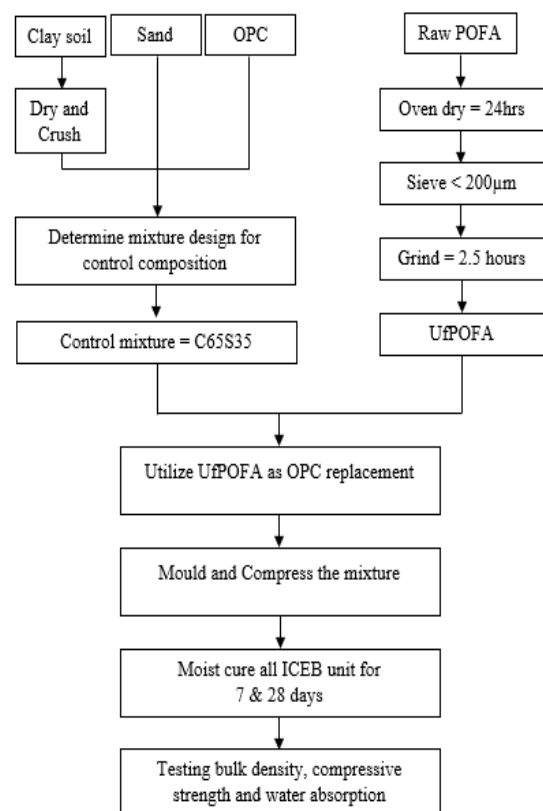 Clay soil
Sand
OPC
Dry and
Crush
Determine mixture design for
control composition
Control mixture = C65S35
Raw POFA
Oven dry = 24hrs
Sieve < 200µm
Grind = 2.5 hours
UfPOFA
Utilize UfPOFA as OPC replacement
Mould and Compress the mixture
Moist cure all ICEB unit for
7 & 28 days
Testing bulk density, compressive
strength and water absorption